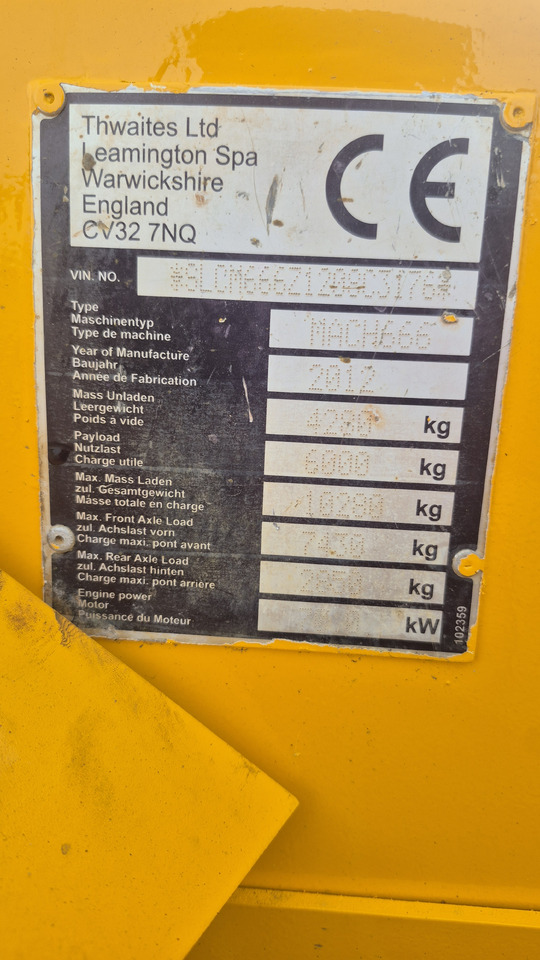 Thwaites Ltd
Leamington Spa
Warwickshire
England
CV32 7NQ
CE
VIN. NO.
Type
Maschinentyp
Type de machine
MACH666
Year of Manufacture
Baujahr
Année de Fabrication
2012
Mass Unladen
Leergewicht
Poids à vide
kg
Payload
Nutzlast
Charge utile
6000 kg
Max. Mass Laden
zul. Gesamtgewicht
Masse totale en charge
kg
Max. Front Axle Load
zul. Achslast vorn
Charge maxi. pont avant
kg
Max. Rear Axle Load
zul. Achslast hinten
Charge maxi. pont arrière
kg
Engine power
Motor
Puissance du Moteur
kW
102359